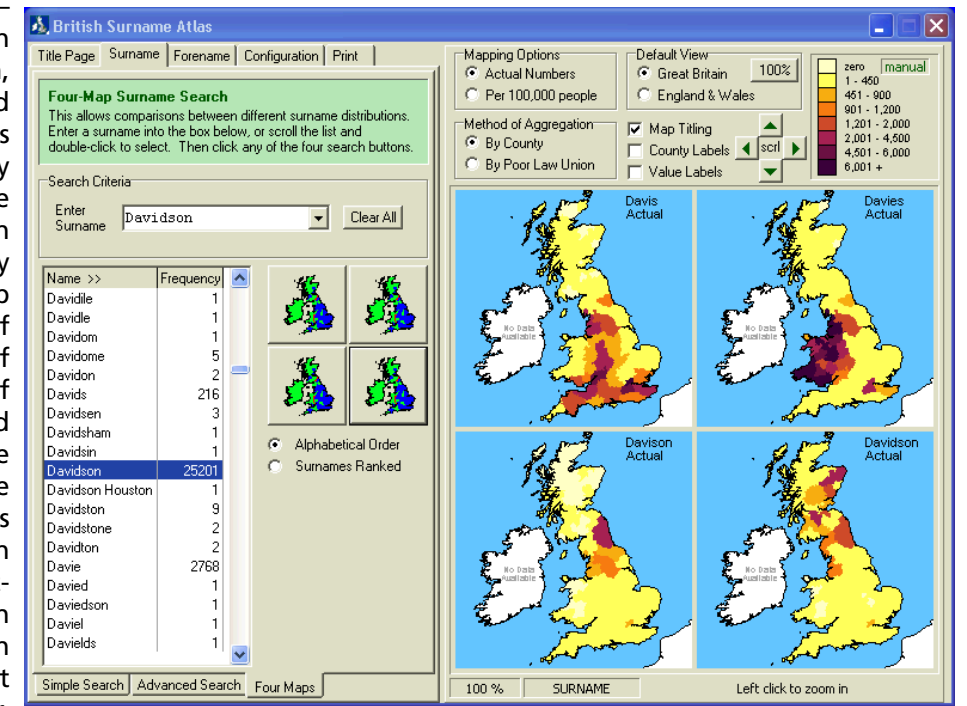 British Surname Atlas
Title Page Surname Forename Configuration Print
Four-Map Surname Search
This allows comparisons between different surname distributions.
Enter a surname into the box below, or scroll the list and
double-click to select. Then click any of the four search buttons.
Search Criteria
Enter
Surname
Davidson
Clear All
Name >> Frequency
Davidile 1
Davidle 1
Davidom 1
Davidome 5
Davidon 2
Davids 216
Davidsen 3
Davidsham 1
Davidsin 1
Davidson 25201
Davidson Houston 1
Davidston 9
Davidstone 2
Davidton 2
Davie 2768
Davied 1
Daviedson 1
Daviel 1
Davields 1
Alphabetical Order
Surnames Ranked
Simple Search Advanced Search Four Maps
Mapping Options
Actual Numbers
Per 100,000 people
Default View
Great Britain 100%
England & Wales
Method of Aggregation
By County
By Poor Law Union
Map Titling
County Labels
Value Labels
scrl
zero manual
1 - 450
451 - 900
901 - 1,200
1,201 - 2,000
2,001 - 4,500
4,501 - 6,000
6,001 +
Davis
Actual
No Data
Available
Davies
Actual
No Data
Available
Davison
Actual
No Data
Available
Davidson
Actual
No Data
Available
100 % SURNAME Left click to zoom in